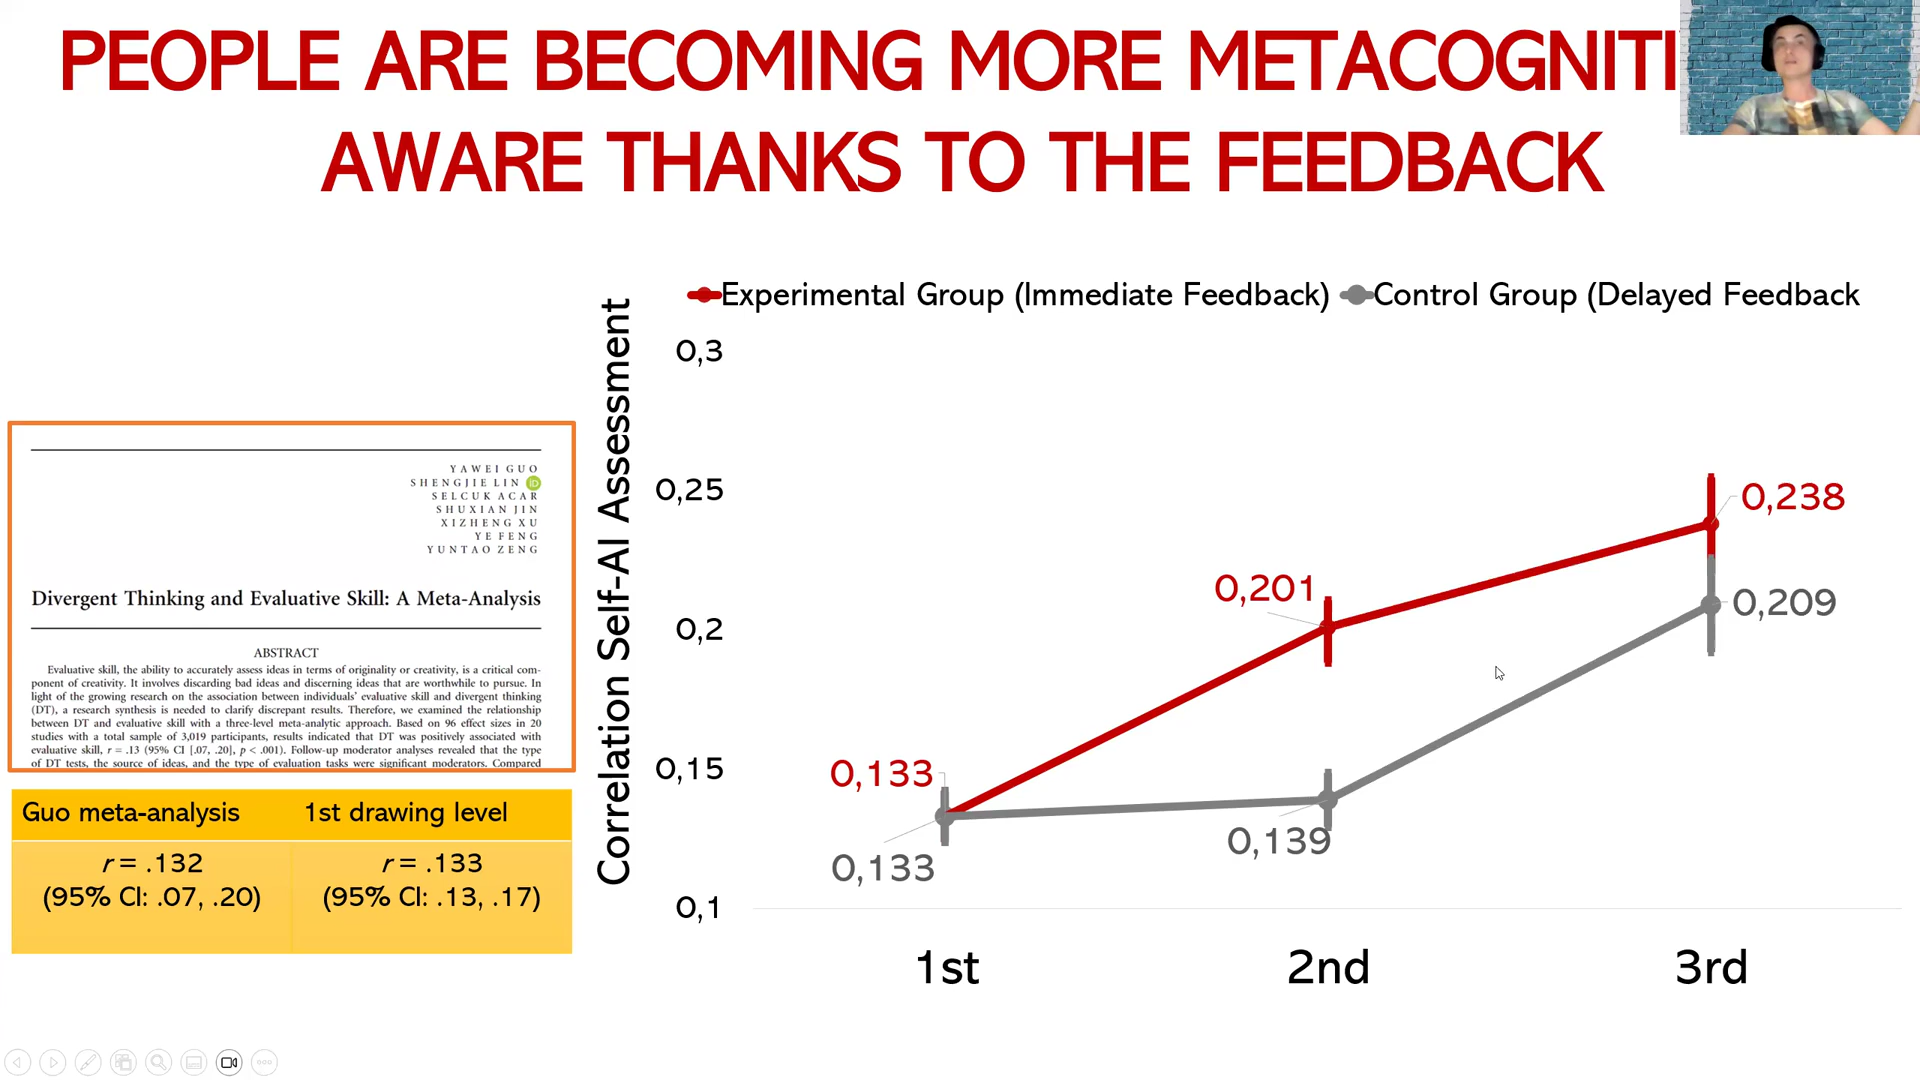 PEOPLE ARE BECOMING MORE METACOGNITI
AWARE THANKS TO THE FEEDBACK
Experimental Group (Immediate Feedback)
Control Group (Delayed Feedback
Correlation Self-AI Assessment
0,3
0,25
0,2
0,15
0,1
0,133
0,133
0,201
0,139
0,238
0,209
1st
2nd
3rd
YAWEI GUO
SHENGJIE LIN iD
SELCUK ACAR
SHUXIAN JIN
XIZHENG XU
YE FENG
YUNTAO ZENG
Divergent Thinking and Evaluative Skill: A Meta-Analysis
ABSTRACT
Evaluative skill, the ability to accurately assess ideas in terms of originality or creativity, is a critical com-
ponent of creativity. It involves discarding bad ideas and discerning ideas that are worthwhile to pursue. In
light of the growing research on the association between individuals' evaluative skill and divergent thinking
(DT), a research synthesis is needed to clarify discrepant results. Therefore, we examined the relationship
between DT and evaluative skill with a three-level meta-analytic approach. Based on 96 effect sizes in 20
studies with a total sample of 3,019 participants, results indicated that DT was positively associated with
evaluative skill, r = .13 (95% CI [.07, .20], p < .001). Follow-up moderator analyses revealed that the type
of DT tests, the source of ideas, and the type of evaluation tasks were significant moderators. Compared
Guo meta-analysis
1st drawing level
r = .132
(95% CI: .07, .20)
r = .133
(95% CI: .13, .17)